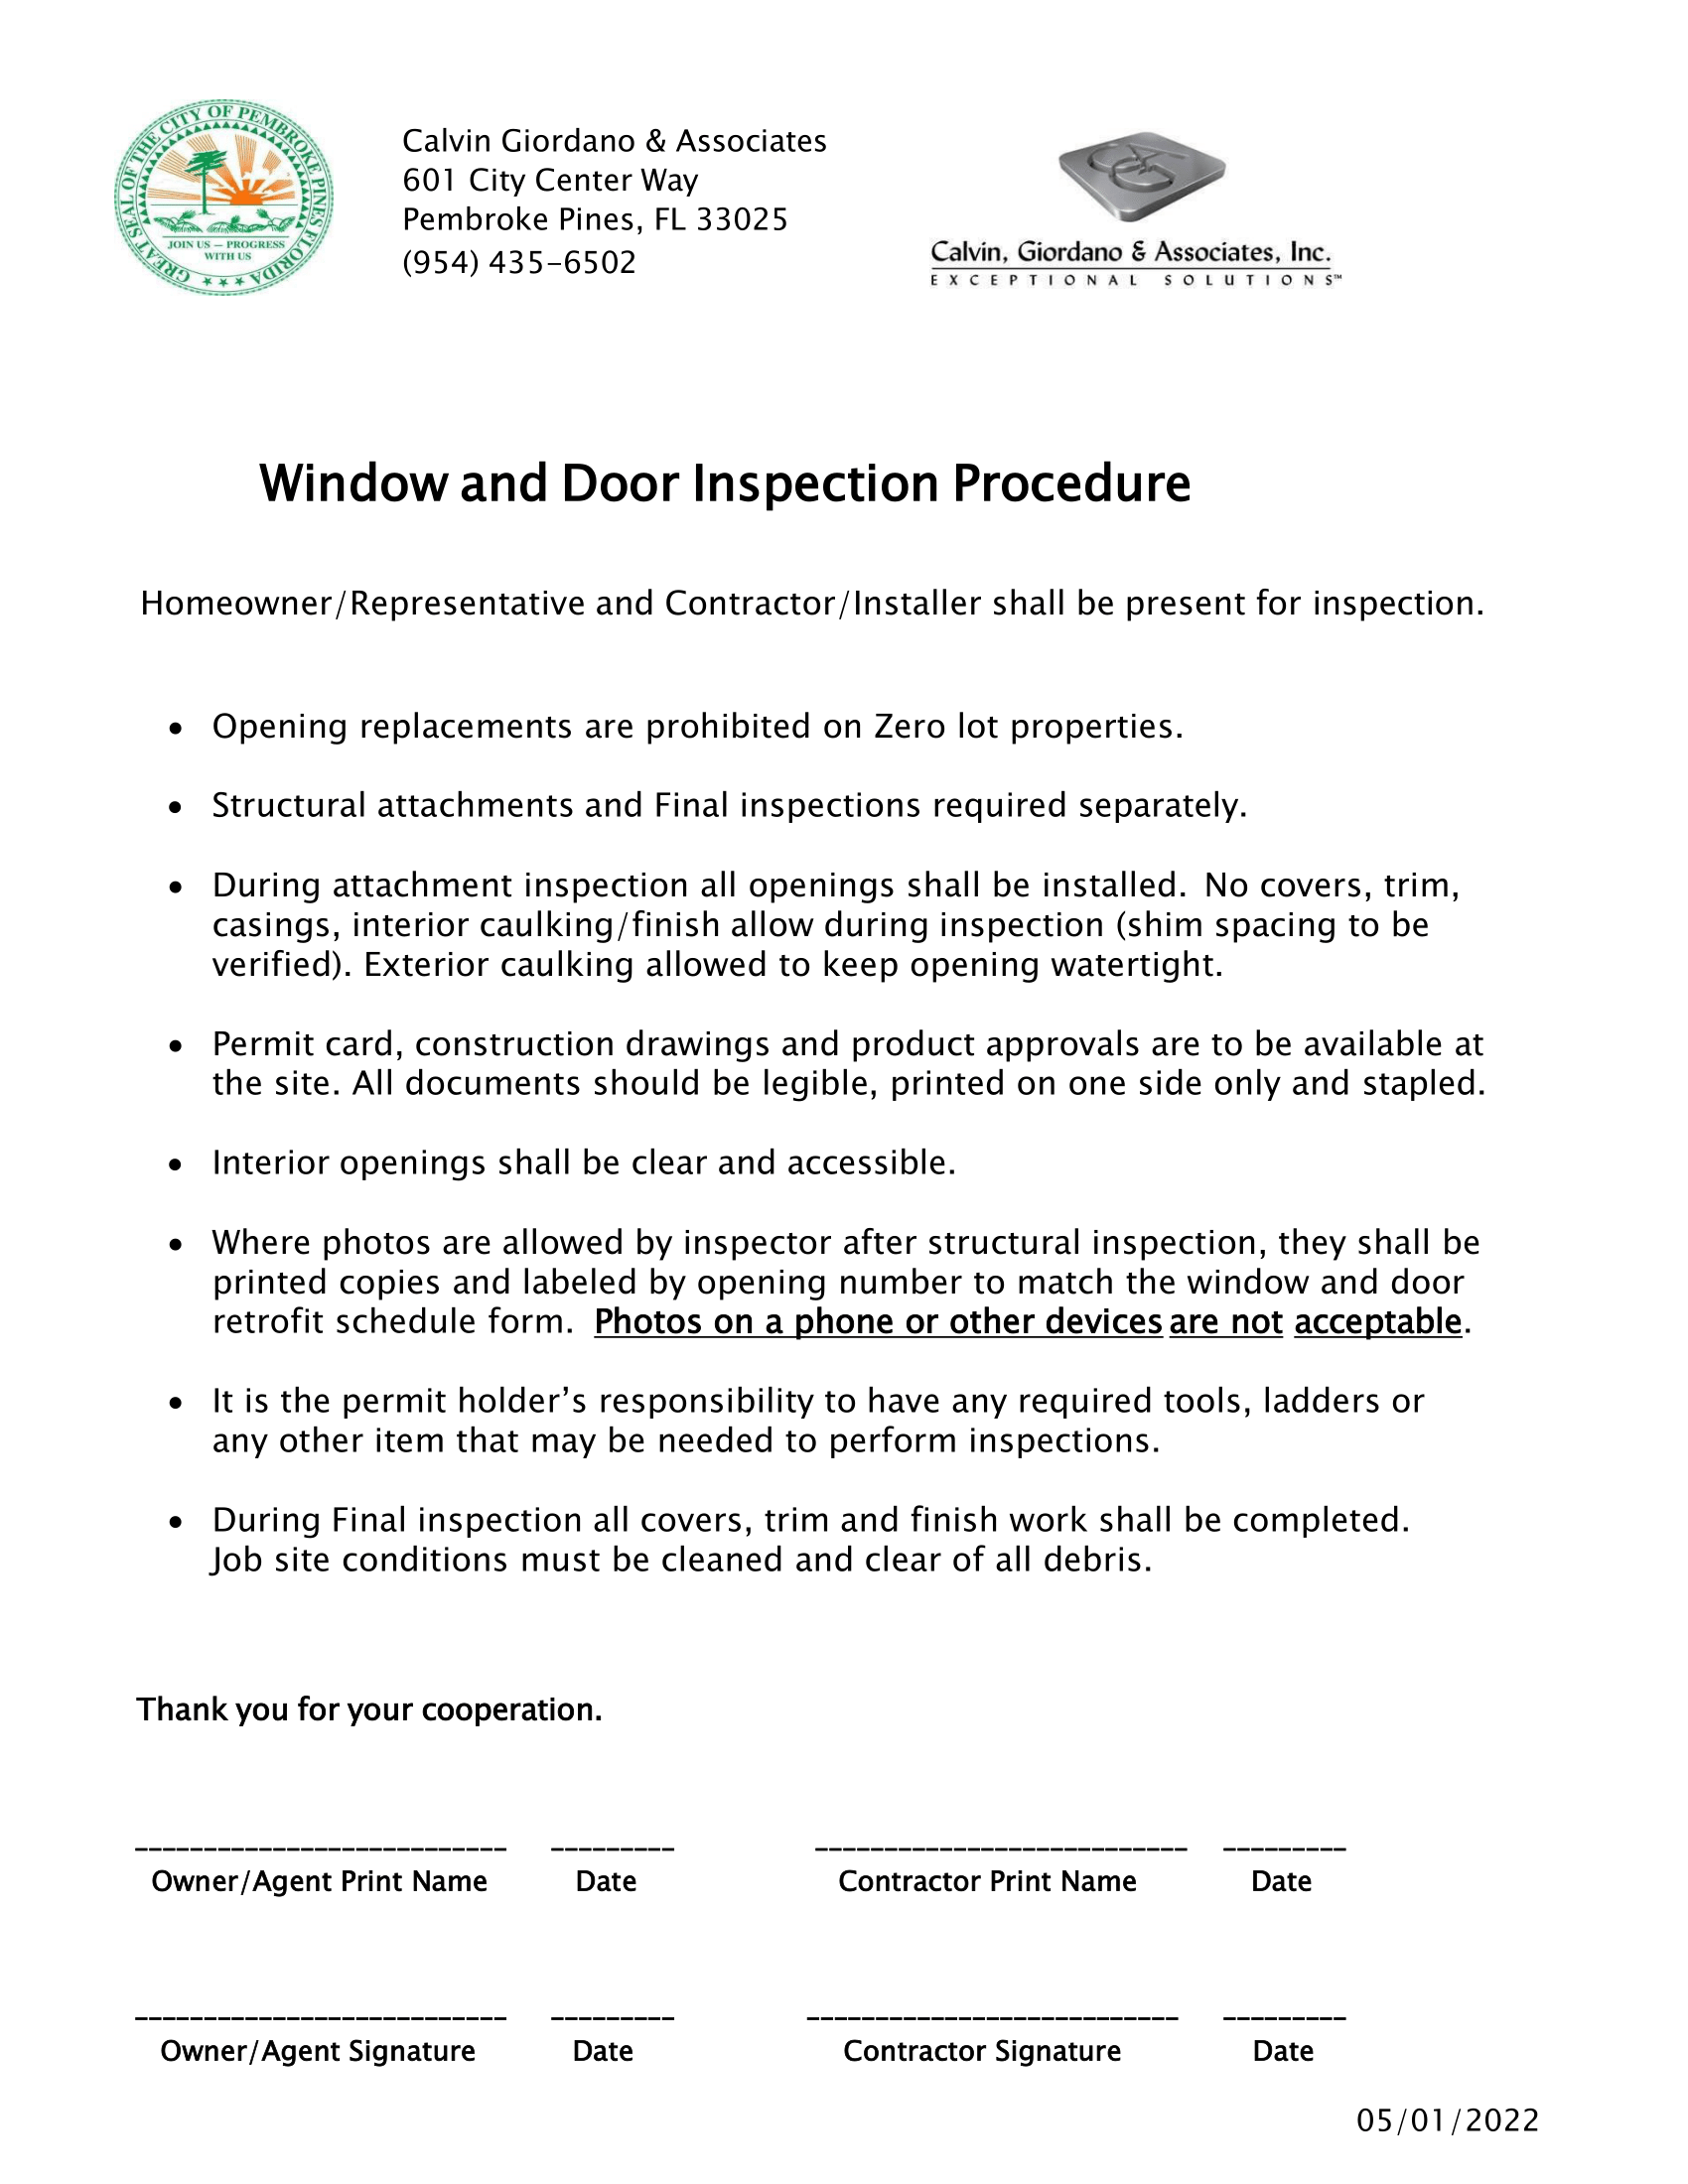 GREAT SEAL OF THE CITY OF PEMBROKE PINES FLORIDA
JOIN US — PROGRESS
WITH US
Calvin Giordano & Associates
601 City Center Way
Pembroke Pines, FL 33025
(954) 435-6502
CGA
Calvin, Giordano & Associates, Inc.
EXCEPTIONAL SOLUTIONS™
Window and Door Inspection Procedure
Homeowner/Representative and Contractor/Installer shall be present for inspection.
• Opening replacements are prohibited on Zero lot properties.
• Structural attachments and Final inspections required separately.
• During attachment inspection all openings shall be installed. No covers, trim,
casings, interior caulking/finish allow during inspection (shim spacing to be
verified). Exterior caulking allowed to keep opening watertight.
• Permit card, construction drawings and product approvals are to be available at
the site. All documents should be legible, printed on one side only and stapled.
• Interior openings shall be clear and accessible.
• Where photos are allowed by inspector after structural inspection, they shall be
printed copies and labeled by opening number to match the window and door
retrofit schedule form. Photos on a phone or other devices are not acceptable.
• It is the permit holder’s responsibility to have any required tools, ladders or
any other item that may be needed to perform inspections.
• During Final inspection all covers, trim and finish work shall be completed.
Job site conditions must be cleaned and clear of all debris.
Thank you for your cooperation.
___________________________ _________ ___________________________ _________
Owner/Agent Print Name Date Contractor Print Name Date
___________________________ _________ ___________________________ _________
Owner/Agent Signature Date Contractor Signature Date
05/01/2022